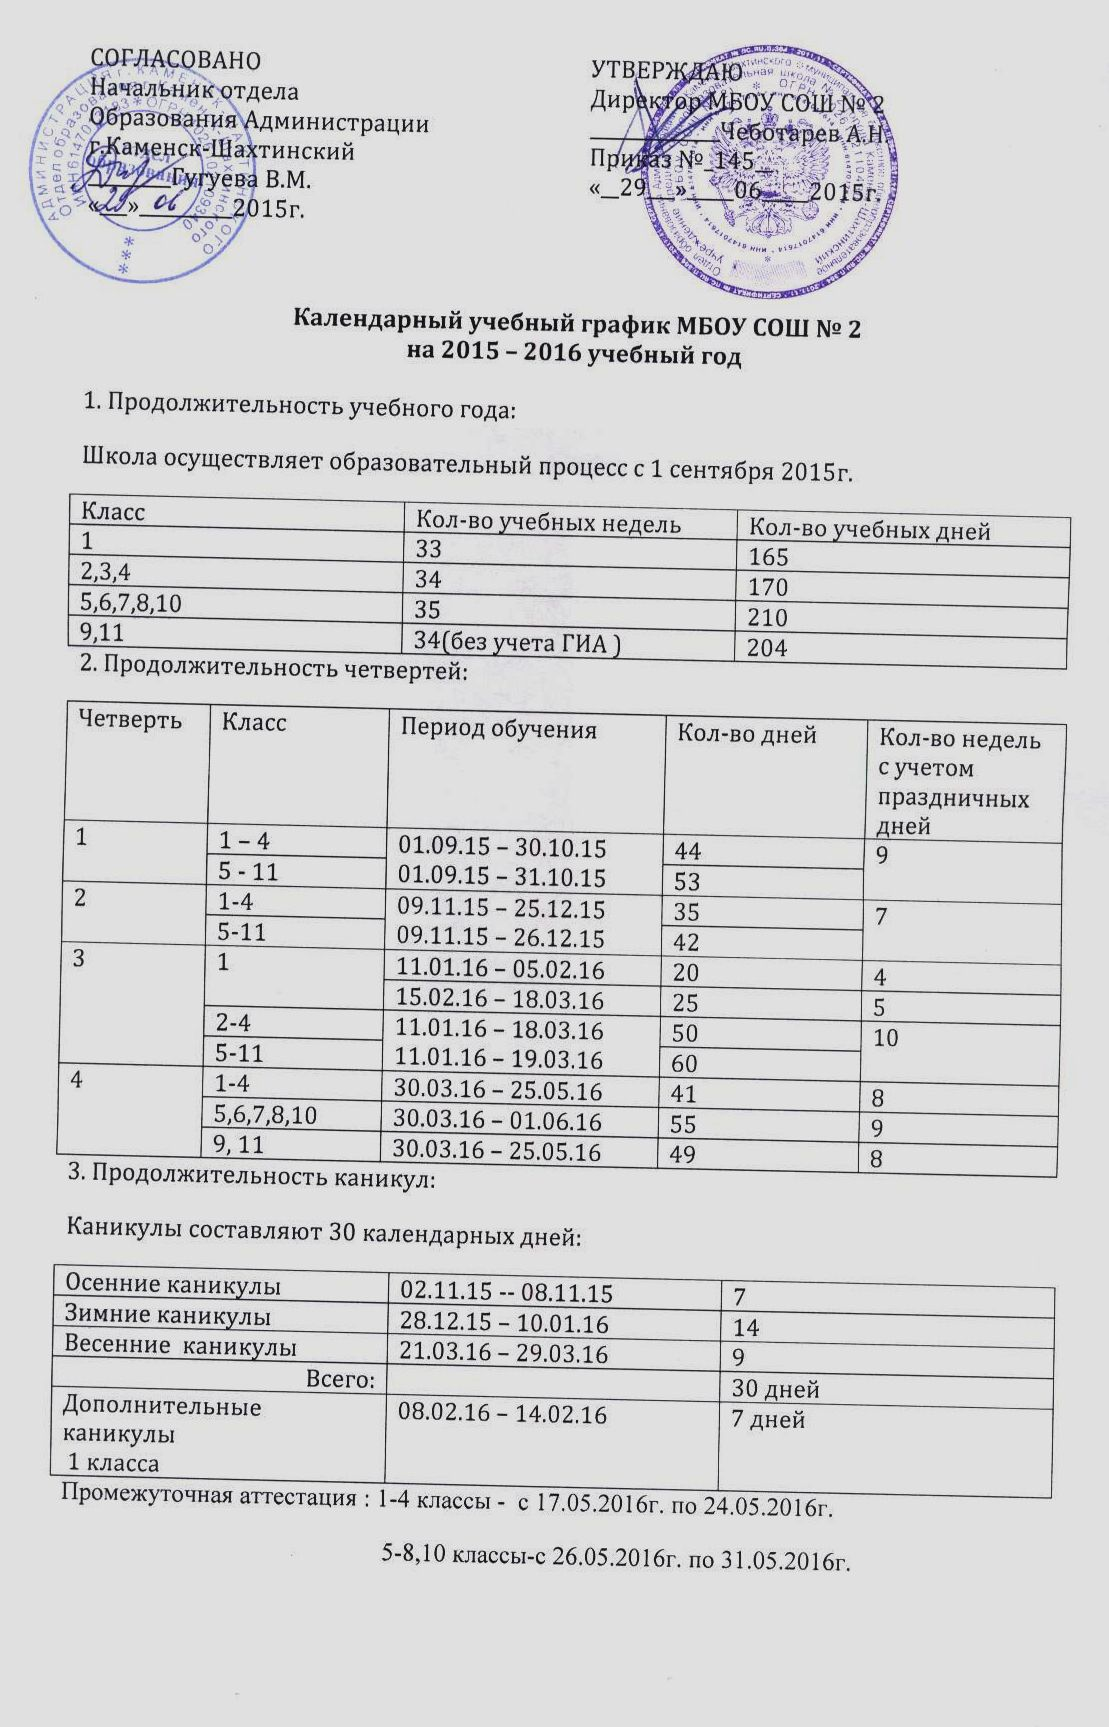 СОГЛАСОВАНО
Начальник отдела
Образования Администрации
г.Каменск-Шахтинский
______Гугуева В.М.
«29» 06 2015г.
УТВЕРЖДАЮ
Директор МБОУ СОШ № 2
__________Чеботарев А.Н
Приказ №_145__
«_29__»____06____2015г.
Календарный учебный график МБОУ СОШ № 2
на 2015 – 2016 учебный год
1. Продолжительность учебного года:
Школа осуществляет образовательный процесс с 1 сентября 2015г.
Класс Кол-во учебных недель Кол-во учебных дней
1 33 165
2,3,4 34 170
5,6,7,8,10 35 210
9,11 34(без учета ГИА ) 204
2. Продолжительность четвертей:
Четверть Класс Период обучения Кол-во дней Кол-во недель
с учетом
праздничных
дней
1 1 – 4 01.09.15 – 30.10.15 44 9
5 - 11 01.09.15 – 31.10.15 53
2 1-4 09.11.15 – 25.12.15 35 7
5-11 09.11.15 – 26.12.15 42
3 1 11.01.16 – 05.02.16 20 4
15.02.16 – 18.03.16 25 5
2-4 11.01.16 – 18.03.16 50 10
5-11 11.01.16 – 19.03.16 60
4 1-4 30.03.16 – 25.05.16 41 8
5,6,7,8,10 30.03.16 – 01.06.16 55 9
9, 11 30.03.16 – 25.05.16 49 8
3. Продолжительность каникул:
Каникулы составляют 30 календарных дней:
Осенние каникулы 02.11.15 -- 08.11.15 7
Зимние каникулы 28.12.15 – 10.01.16 14
Весенние каникулы 21.03.16 – 29.03.16 9
Всего: 30 дней
Дополнительные 08.02.16 – 14.02.16 7 дней
каникулы
1 класса
Промежуточная аттестация : 1-4 классы - с 17.05.2016г. по 24.05.2016г.
5-8,10 классы-с 26.05.2016г. по 31.05.2016г.